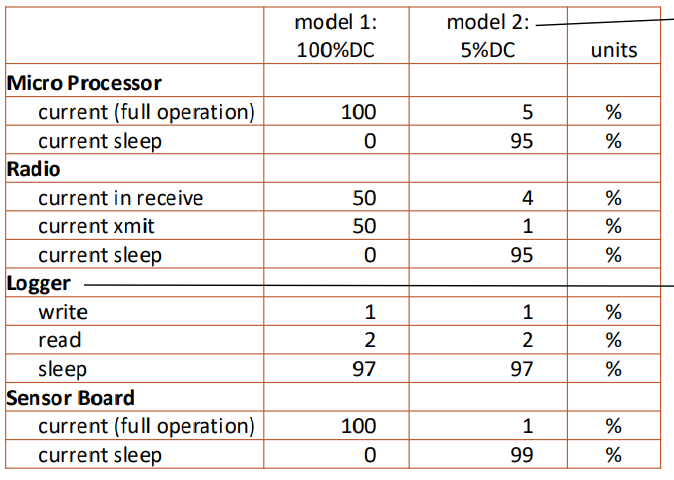 model 1: model 2:
100%DC 5%DC units
Micro Processor
current (full operation) 100 5 %
current sleep 0 95 %
Radio
current in receive 50 4 %
current xmit 50 1 %
current sleep 0 95 %
Logger
write 1 1 %
read 2 2 %
sleep 97 97 %
Sensor Board
current (full operation) 100 1 %
current sleep 0 99 %